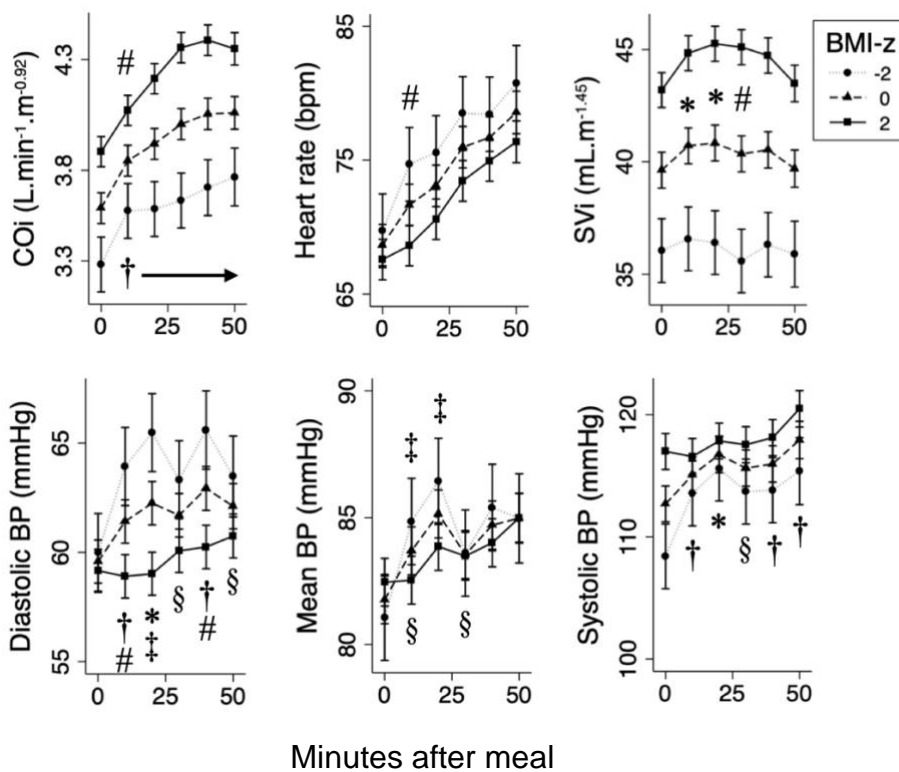 COi (L.min⁻¹.m⁻⁰·⁹²)
4.3
3.8
3.3
#
†
0 25 50
Heart rate (bpm)
85
75
65
#
0 25 50
SVi (mL.m⁻¹·⁴⁵)
45
40
35
* * #
0 25 50
BMI-z
-2
0
2
Diastolic BP (mmHg)
65
60
55
† * § † §
# ‡ #
0 25 50
Mean BP (mmHg)
90
85
80
‡ ‡
§ §
0 25 50
Systolic BP (mmHg)
120
110
100
† * § † †
0 25 50
Minutes after meal